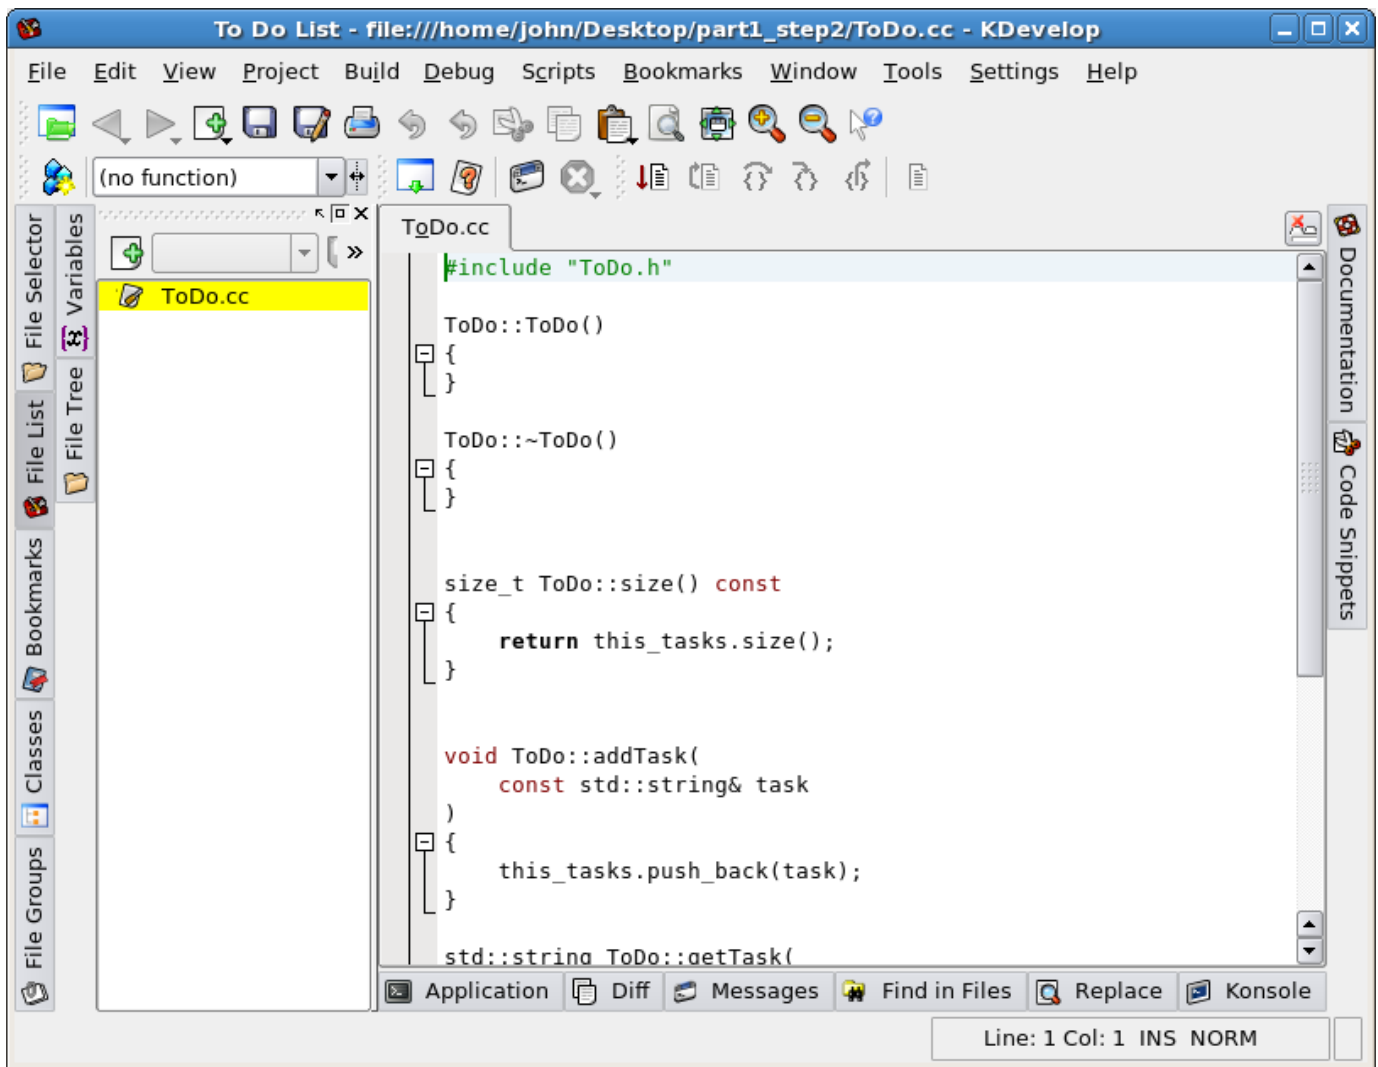 To Do List - file:///home/john/Desktop/part1_step2/ToDo.cc - KDevelop
File Edit View Project Build Debug Scripts Bookmarks Window Tools Settings Help
(no function)
File Selector
File List
Bookmarks
Classes
File Groups
{x} Variables
File Tree
ToDo.cc
ToDo.cc
#include "ToDo.h"
ToDo::ToDo()
{
}
ToDo::~ToDo()
{
}
size_t ToDo::size() const
{
return this_tasks.size();
}
void ToDo::addTask(
const std::string& task
)
{
this_tasks.push_back(task);
}
std::string ToDo::getTask(
Documentation
Code Snippets
Application Diff Messages Find in Files Replace Konsole
Line: 1 Col: 1 INS NORM